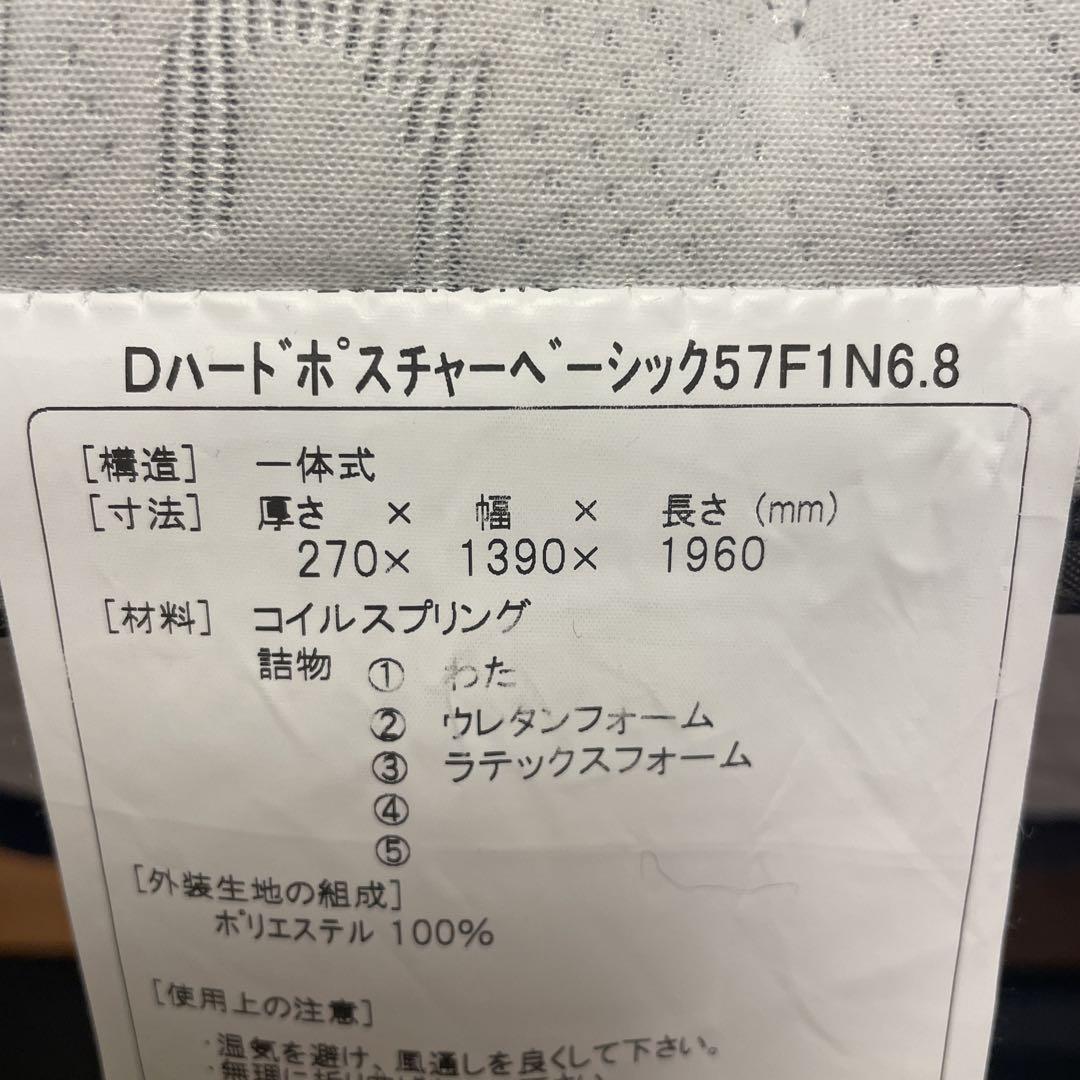 Dハードポスチャーベーシック57F1N6.8
[構造] 一体式
[寸法] 厚さ × 幅 × 長さ (mm)
270× 1390× 1960
[材料] コイルスプリング
詰物 ① わた
② ウレタンフォーム
③ ラテックスフォーム
④
⑤
[外装生地の組成]
ポリエステル 100%
[使用上の注意]
・湿気を避け、風通しを良くして下さい。